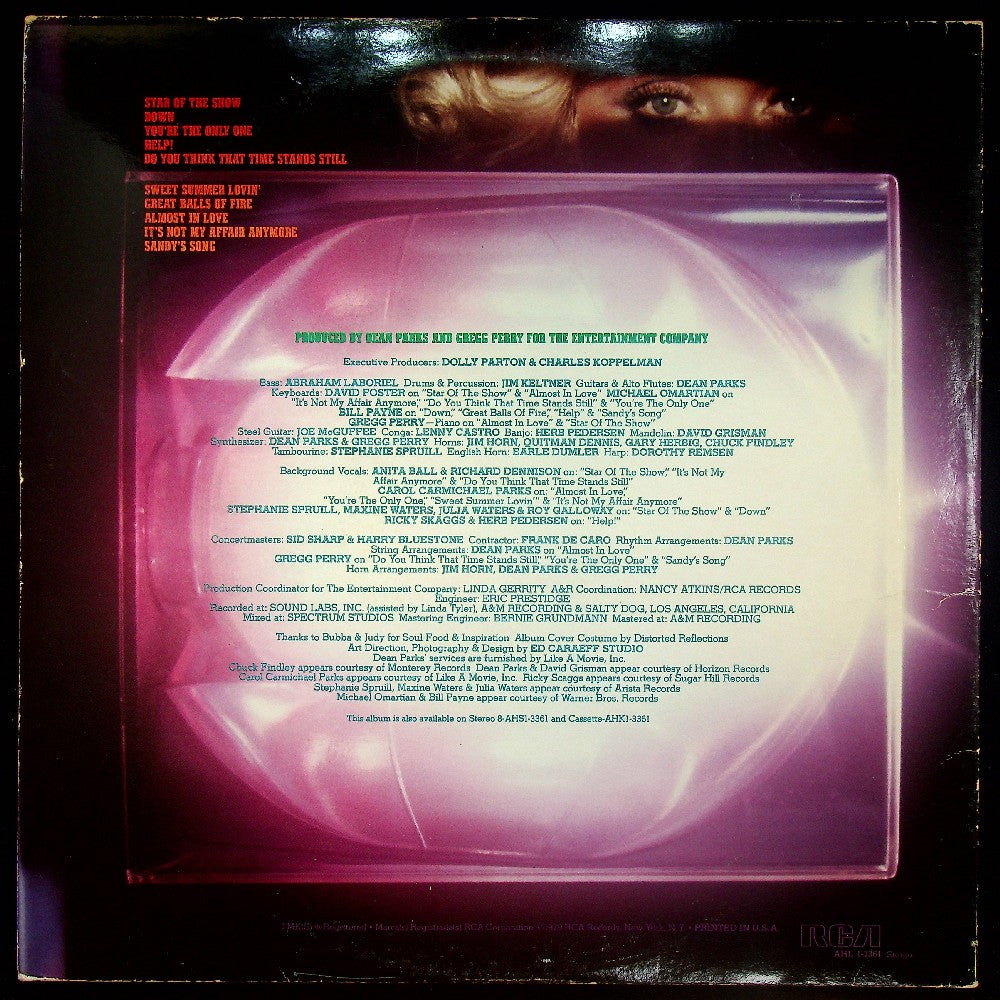 STAR OF THE SHOW
DOWN
YOU'RE THE ONLY ONE
HELP!
DO YOU THINK THAT TIME STANDS STILL
SWEET SUMMER LOVIN'
GREAT BALLS OF FIRE
ALMOST IN LOVE
IT'S NOT MY AFFAIR ANYMORE
SANDY'S SONG
PRODUCED BY DEAN PARKS AND GREGG PERRY FOR THE ENTERTAINMENT COMPANY
Executive Producers: DOLLY PARTON & CHARLES KOPPELMAN
Bass: ABRAHAM LABORIEL Drums & Percussion: JIM KELTNER Guitars & Alto Flutes: DEAN PARKS
Keyboards: DAVID FOSTER on "Star Of The Show" & "Almost In Love" MICHAEL OMARTIAN on
"It's Not My Affair Anymore," "Do You Think That Time Stands Still" & "You're The Only One"
BILL PAYNE on "Down," "Great Balls Of Fire," "Help" & "Sandy's Song"
GREGG PERRY—Piano on "Almost In Love" & "Star Of The Show"
Steel Guitar: JOE McGUFFEE Conga: LENNY CASTRO Banjo: HERB PEDERSEN Mandolin: DAVID GRISMAN
Synthesizer: DEAN PARKS & GREGG PERRY Horns: JIM HORN, QUITMAN DENNIS, GARY HERBIG, CHUCK FINDLEY
Tambourine: STEPHANIE SPRUILL English Horn: EARLE DUMLER Harp: DOROTHY REMSEN
Background Vocals: ANITA BALL & RICHARD DENNISON on: "Star Of The Show," "It's Not My
Affair Anymore" & "Do You Think That Time Stands Still"
CAROL CARMICHAEL PARKS on: "Almost In Love,"
"You're The Only One," "Sweet Summer Lovin'" & "It's Not My Affair Anymore"
STEPHANIE SPRUILL, MAXINE WATERS, JULIA WATERS & ROY GALLOWAY on: "Star Of The Show" & "Down"
RICKY SKAGGS & HERB PEDERSEN on: "Help!"
Concertmasters: SID SHARP & HARRY BLUESTONE Contractor: FRANK DE CARO Rhythm Arrangements: DEAN PARKS
String Arrangements: DEAN PARKS on "Almost In Love"
GREGG PERRY on "Do You Think That Time Stands Still," "You're The Only One" & "Sandy's Song"
Horn Arrangements: JIM HORN, DEAN PARKS & GREGG PERRY
Production Coordinator for The Entertainment Company: LINDA GERRITY A&R Coordination: NANCY ATKINS/RCA RECORDS
Engineer: ERIC PRESTIDGE
Recorded at: SOUND LABS, INC. (assisted by Linda Tyler), A&M RECORDING & SALTY DOG, LOS ANGELES, CALIFORNIA
Mixed at: SPECTRUM STUDIOS Mastering Engineer: BERNIE GRUNDMANN Mastered at: A&M RECORDING
Thanks to Bubba & Judy for Soul Food & Inspiration Album Cover Costume by Distorted Reflections
Art Direction, Photography & Design by ED CARAEFF STUDIO
Dean Parks' services are furnished by Like A Movie, Inc.
Chuck Findley appears courtesy of Monterey Records Dean Parks & David Grisman appear courtesy of Horizon Records
Carol Carmichael Parks appears courtesy of Like A Movie, Inc. Ricky Scaggs appears courtesy of Sugar Hill Records
Stephanie Spruill, Maxine Waters & Julia Waters appear courtesy of Arista Records
Michael Omartian & Bill Payne appear courtesy of Warner Bros. Records
This album is also available on Stereo 8-AHS1-3361 and Cassette-AHK1-3361
TMK(S) ® Registered • Marca(s) Registrada(s) RCA Corporation ©1979 RCA Records, New York, N.Y. • PRINTED IN U.S.A.
RCA
AHL 1-3361 Stereo